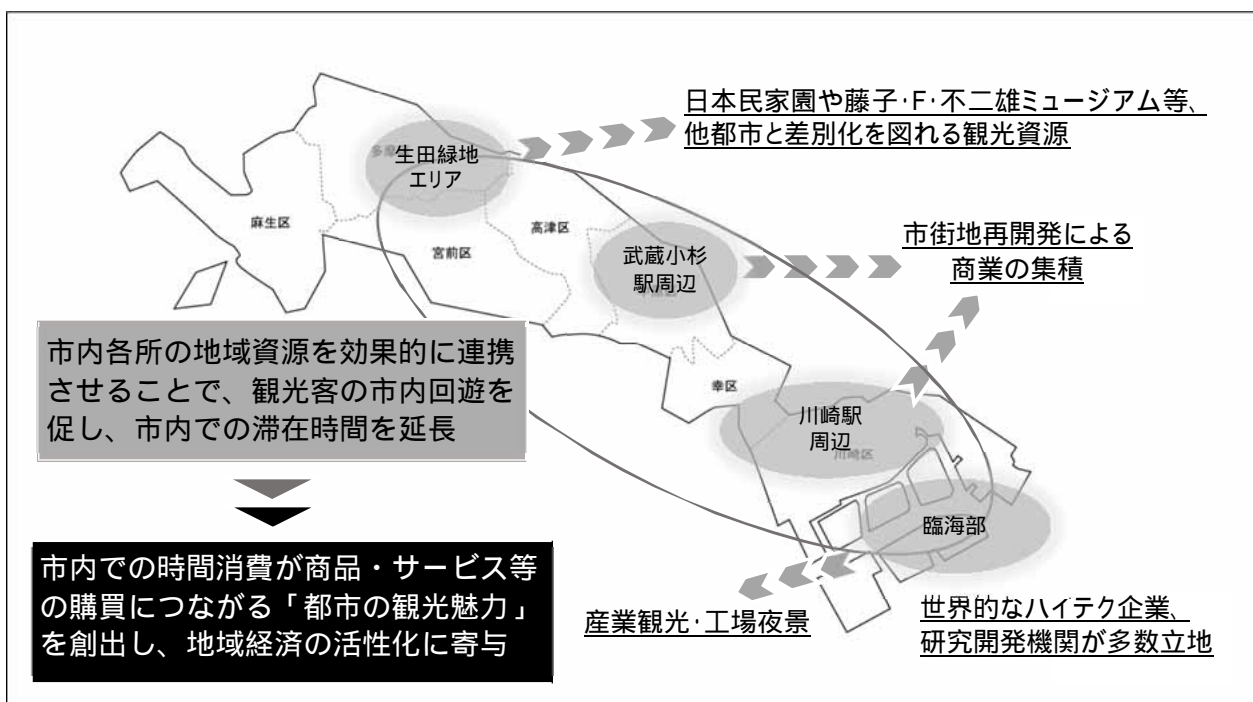 日本民家園や藤子・F・不二雄ミュージアム等、
他都市と差別化を図れる観光資源
生田緑地
エリア
麻生区
高津区
宮前区
武蔵小杉
駅周辺
市街地再開発による
商業の集積
市内各所の地域資源を効果的に連携
させることで、観光客の市内回遊を
促し、市内での滞在時間を延長
幸区
川崎駅
周辺
川崎区
臨海部
市内での時間消費が商品・サービス等
の購買につながる「都市の観光魅力」
を創出し、地域経済の活性化に寄与
産業観光・工場夜景
世界的なハイテク企業、
研究開発機関が多数立地